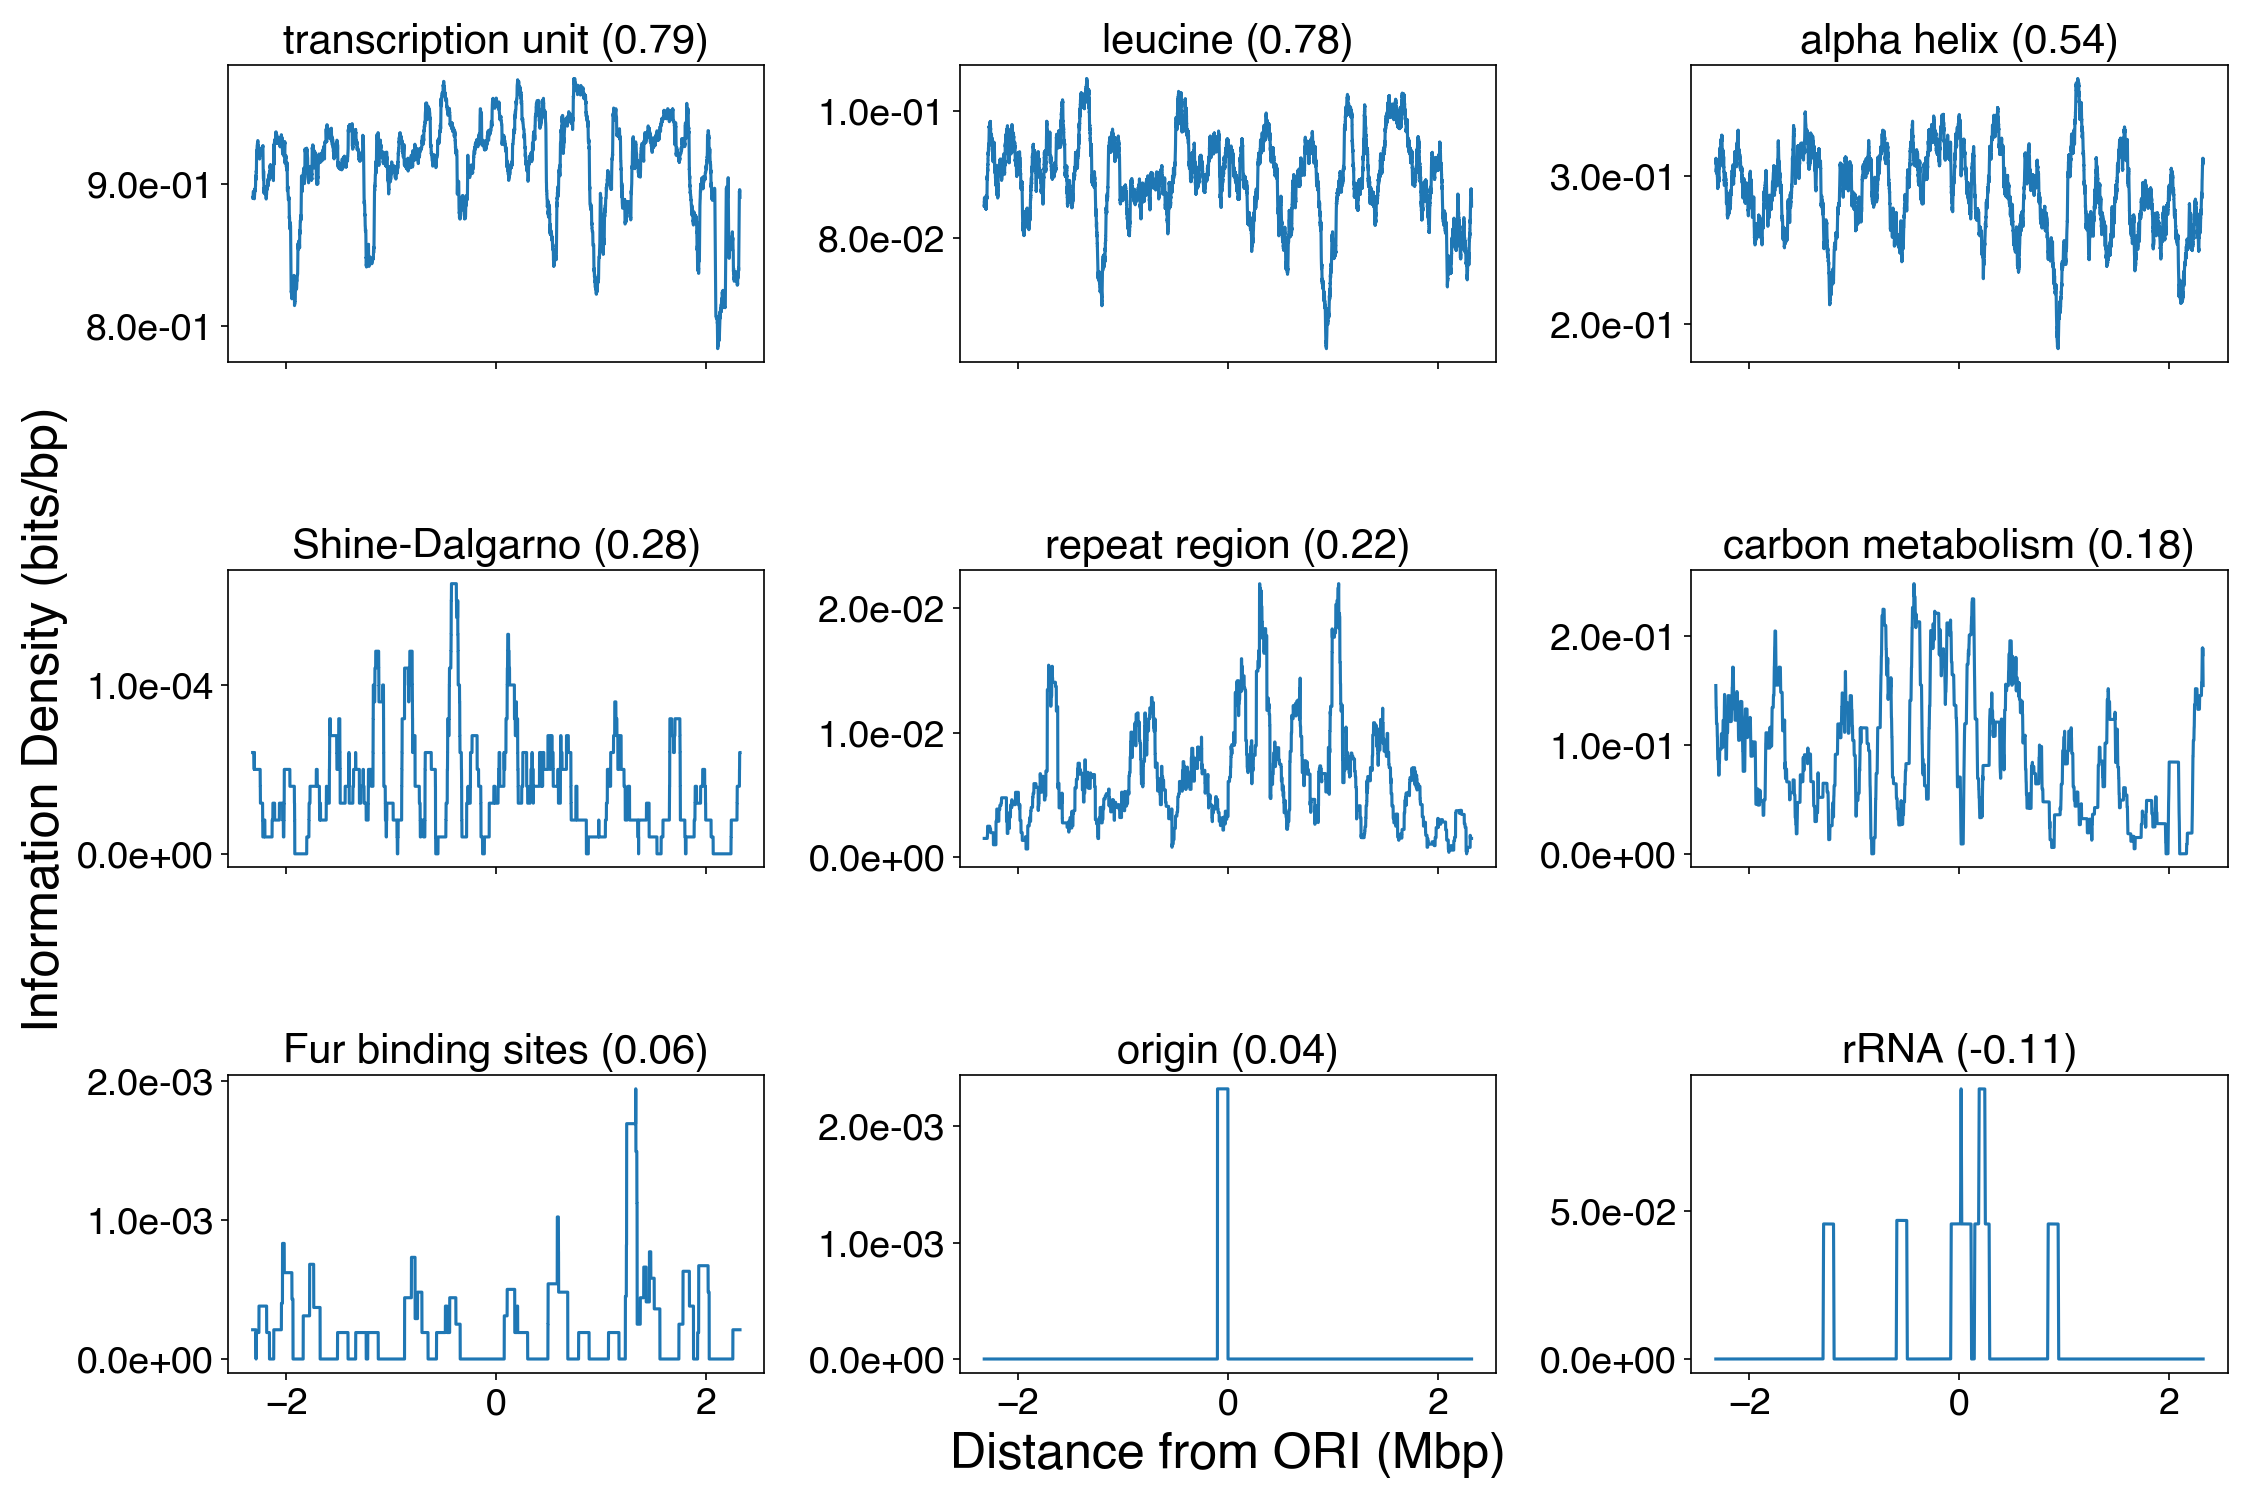 transcription unit (0.79)
leucine (0.78)
alpha helix (0.54)
9.0e-01
8.0e-01
1.0e-01
8.0e-02
3.0e-01
2.0e-01
Information Density (bits/bp)
Shine-Dalgarno (0.28)
repeat region (0.22)
carbon metabolism (0.18)
1.0e-04
0.0e+00
2.0e-02
1.0e-02
0.0e+00
2.0e-01
1.0e-01
0.0e+00
Fur binding sites (0.06)
origin (0.04)
rRNA (-0.11)
2.0e-03
1.0e-03
0.0e+00
2.0e-03
1.0e-03
0.0e+00
5.0e-02
0.0e+00
−2 0 2
−2 0 2
−2 0 2
Distance from ORI (Mbp)